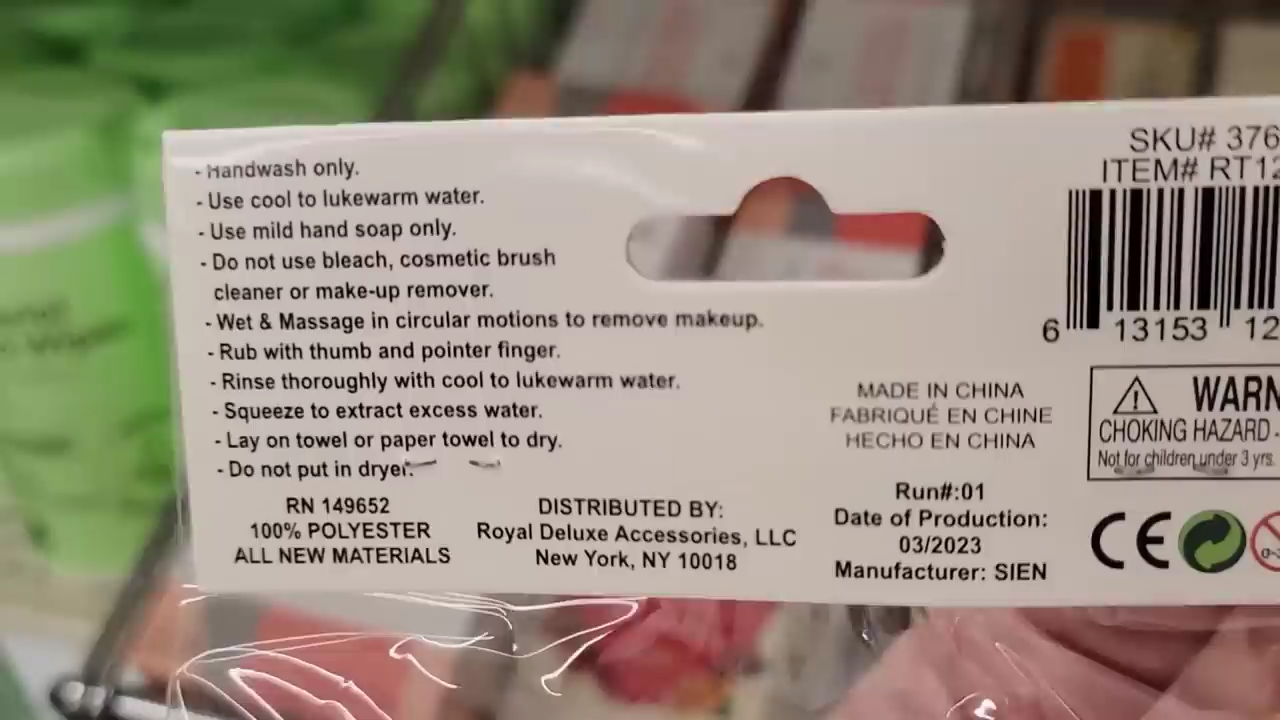 - Handwash only.
- Use cool to lukewarm water.
- Use mild hand soap only.
- Do not use bleach, cosmetic brush
cleaner or make-up remover.
- Wet & Massage in circular motions to remove makeup.
- Rub with thumb and pointer finger.
- Rinse thoroughly with cool to lukewarm water.
- Squeeze to extract excess water.
- Lay on towel or paper towel to dry.
- Do not put in dryer.
RN 149652
100% POLYESTER
ALL NEW MATERIALS
DISTRIBUTED BY:
Royal Deluxe Accessories, LLC
New York, NY 10018
MADE IN CHINA
FABRIQUÉ EN CHINE
HECHO EN CHINA
Run#:01
Date of Production:
03/2023
Manufacturer: SIEN
SKU# 376
ITEM# RT12
6 13153 12
WARN
CHOKING HAZARD -
Not for children under 3 yrs.
CE
0-3